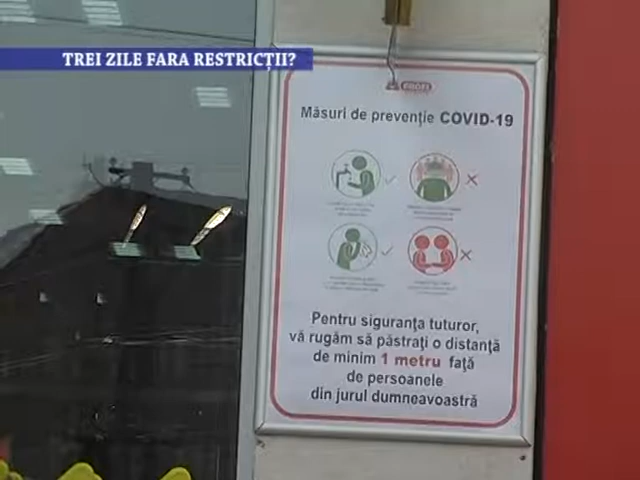 TREI ZILE FARA RESTRICȚII?
PROFI
Măsuri de prevenție COVID-19
Pentru siguranța tuturor,
vă rugăm să păstrați o distanță
de minim 1 metru față
de persoanele
din jurul dumneavoastră